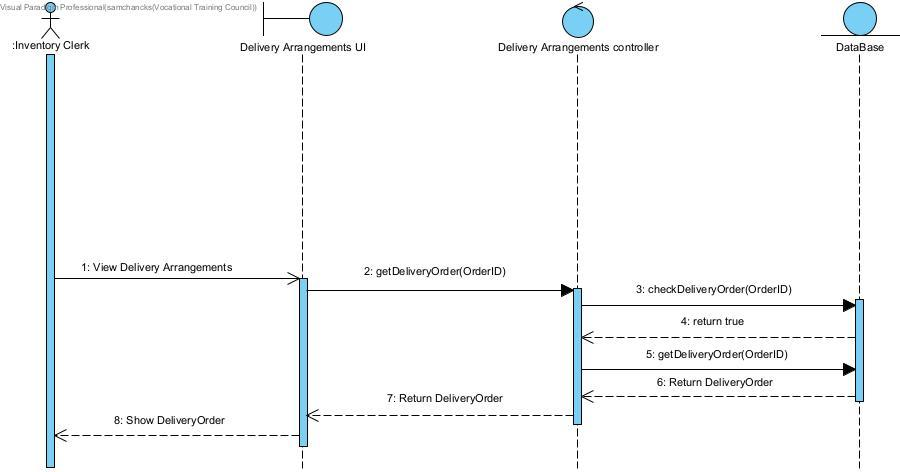 Visual Paradigm Professional(samchancks(Vocational Training Council))
:Inventory Clerk
Delivery Arrangements UI
Delivery Arrangements controller
DataBase
1: View Delivery Arrangements
2: getDeliveryOrder(OrderID)
3: checkDeliveryOrder(OrderID)
4: return true
5: getDeliveryOrder(OrderID)
6: Return DeliveryOrder
7: Return DeliveryOrder
8: Show DeliveryOrder